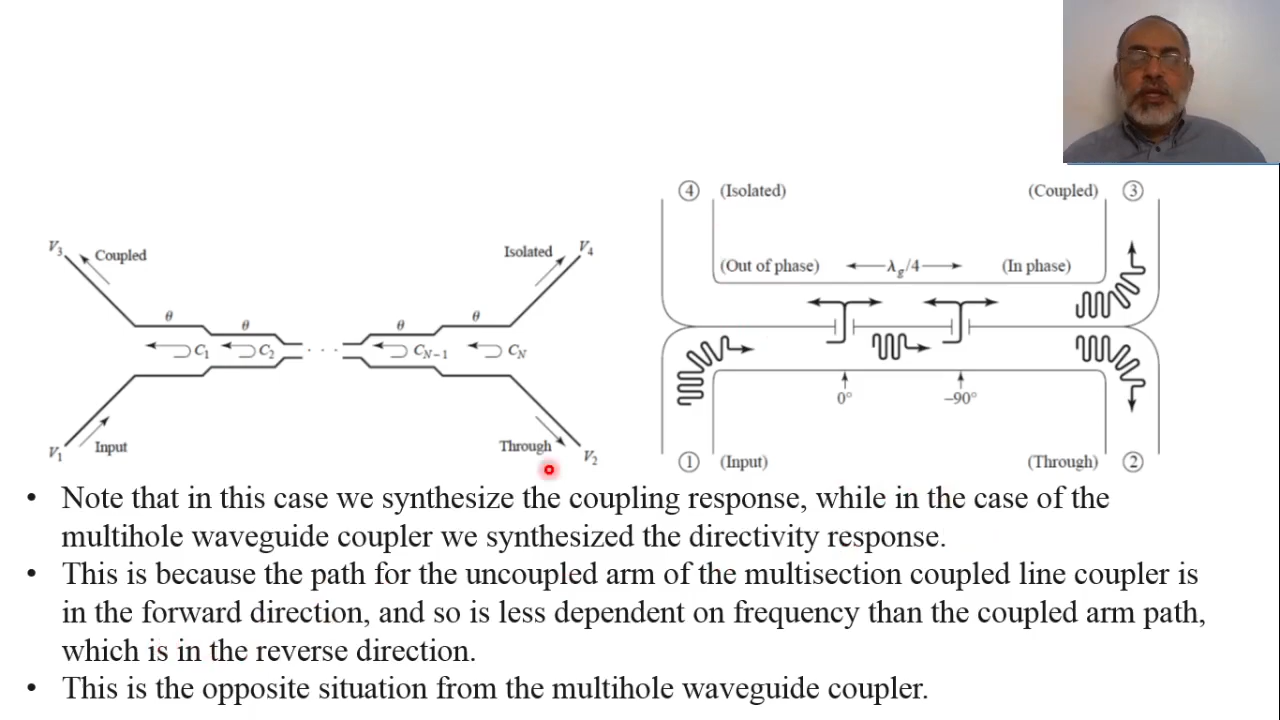 ④ (Isolated) (Coupled) ③
V₃ Coupled Isolated V₄
(Out of phase) λg/4 (In phase)
θ θ θ θ
C₁ C₂ · · · C_N−1 C_N
0° −90°
V₁ Input Through V₂
① (Input) (Through) ②
• Note that in this case we synthesize the coupling response, while in the case of the
multihole waveguide coupler we synthesized the directivity response.
• This is because the path for the uncoupled arm of the multisection coupled line coupler is
in the forward direction, and so is less dependent on frequency than the coupled arm path,
which is in the reverse direction.
• This is the opposite situation from the multihole waveguide coupler.